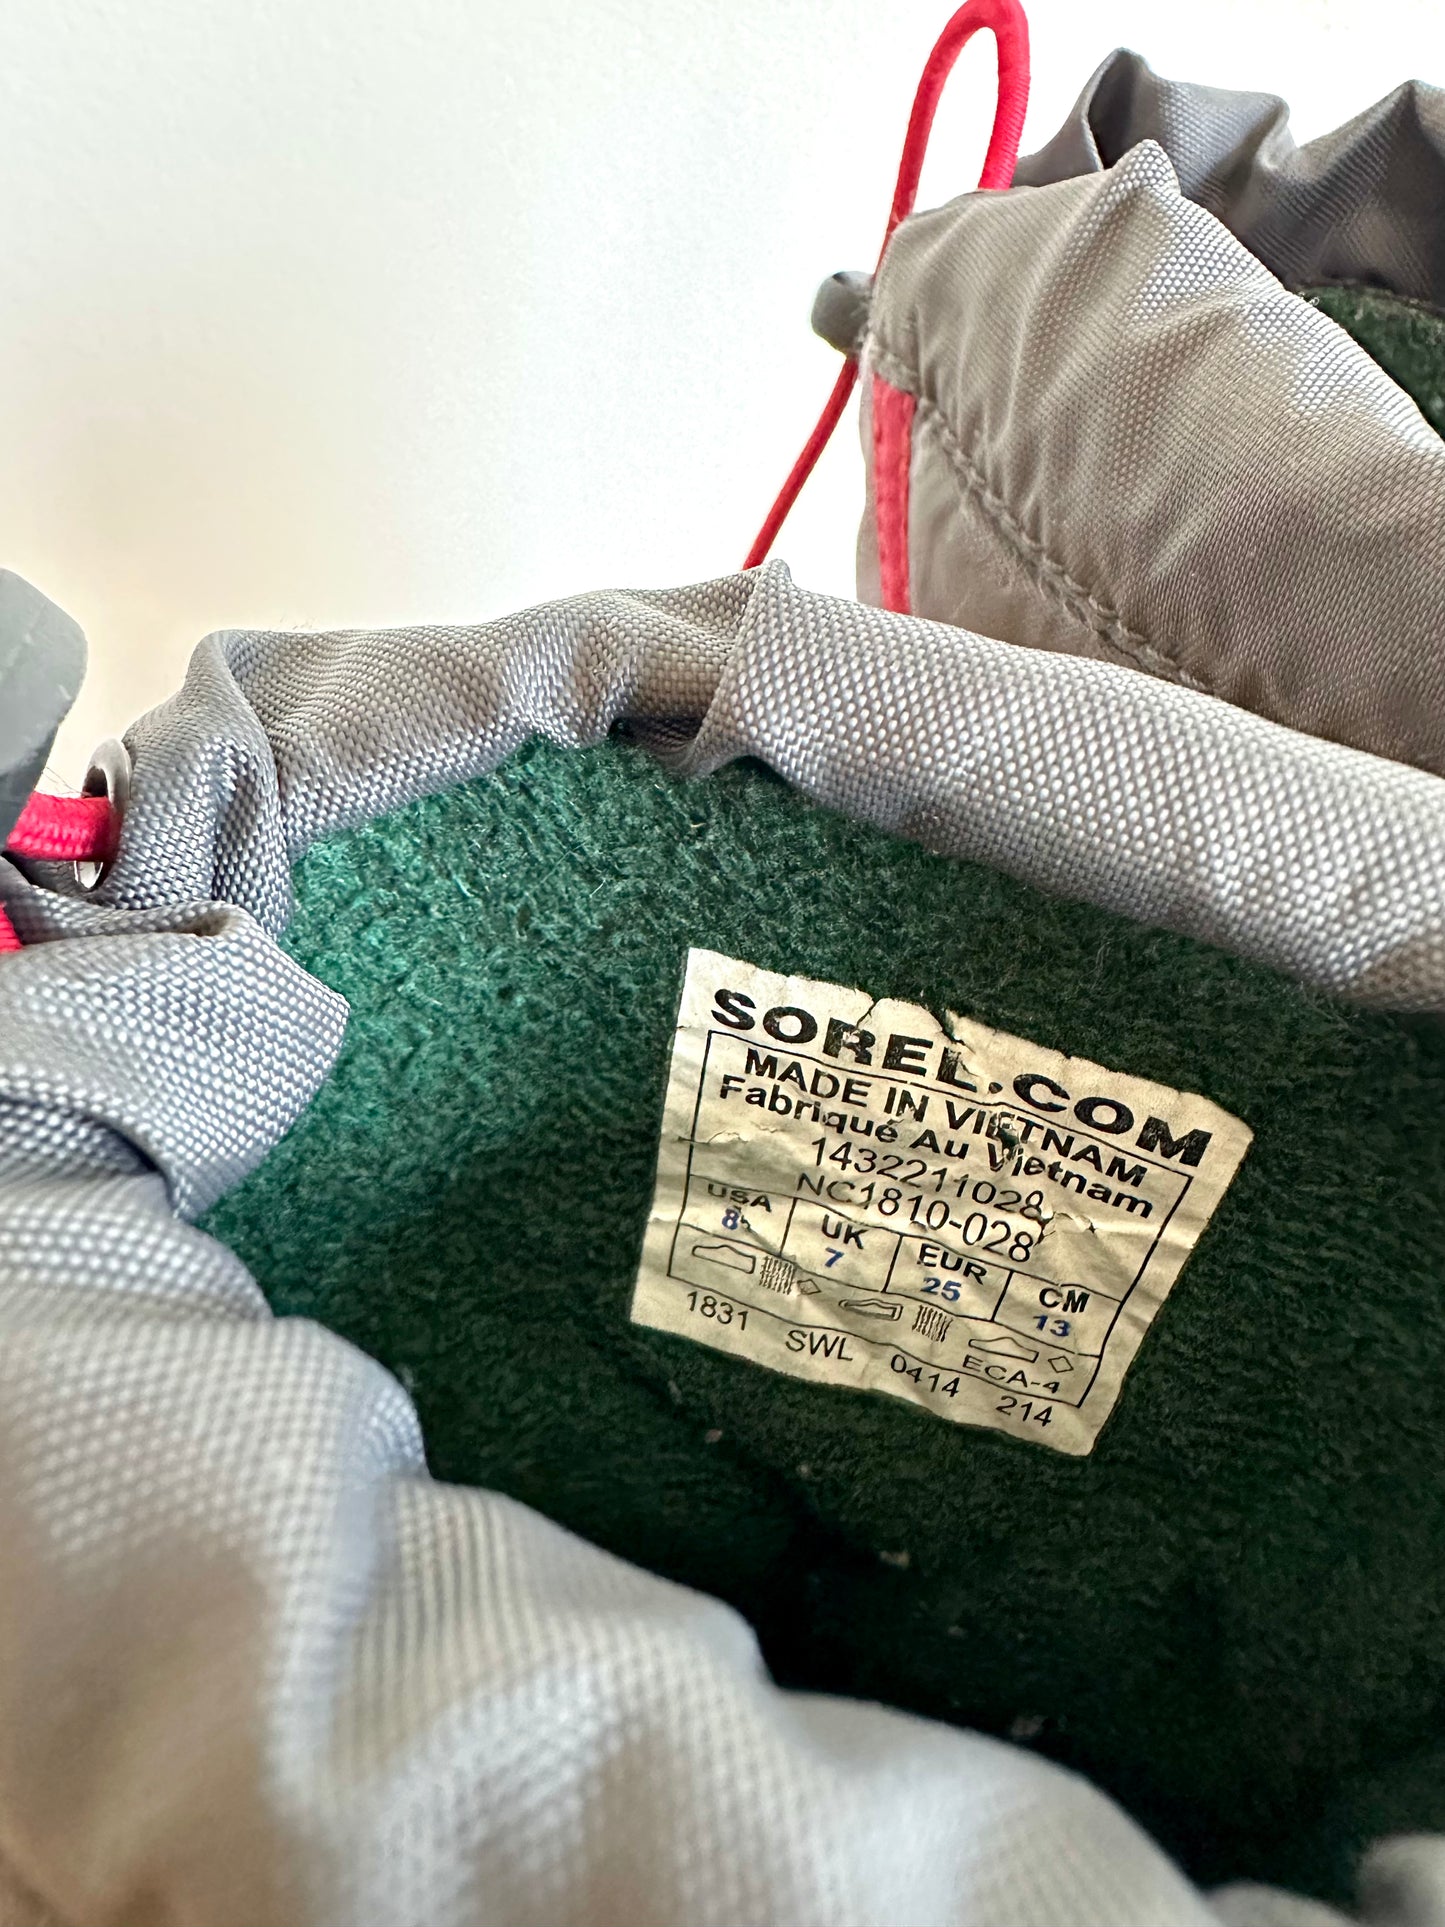 SOREL.COM
MADE IN VIETNAM
Fabriqué Au Vietnam
1432211028
NC1810-028
USA UK EUR CM
8 7 25 13
ECA-4
1831 SWL 0414 214